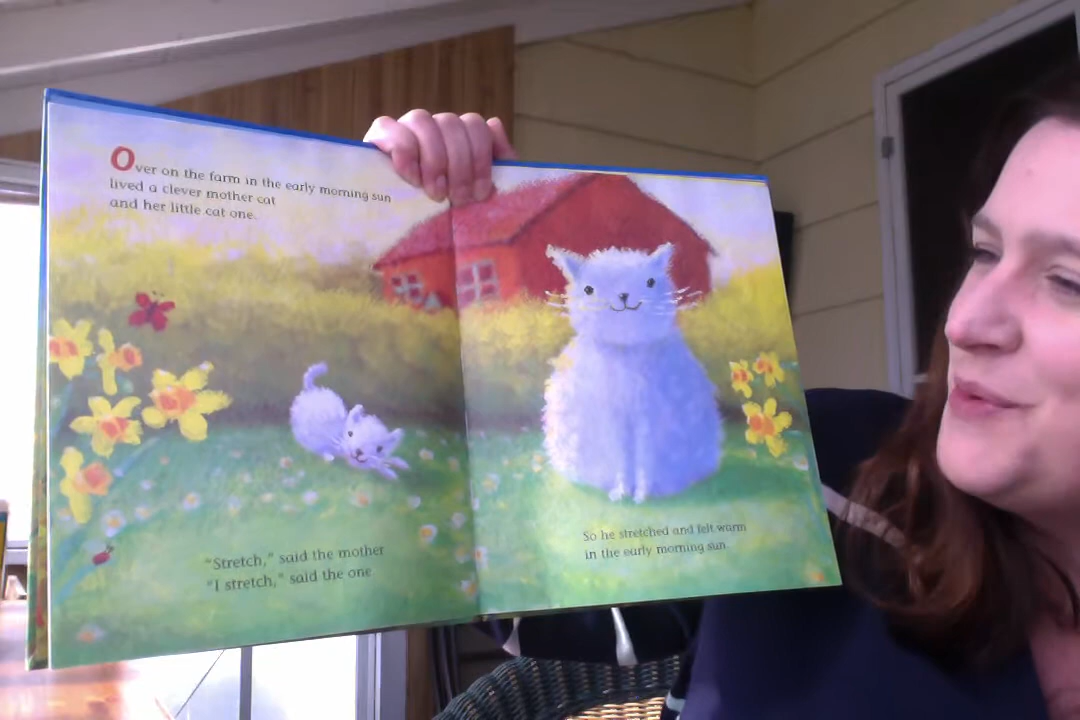 Over on the farm in the early morning sun
lived a clever mother cat
and her little cat one.
"Stretch," said the mother
"I stretch," said the one
So he stretched and felt warm
in the early morning sun.